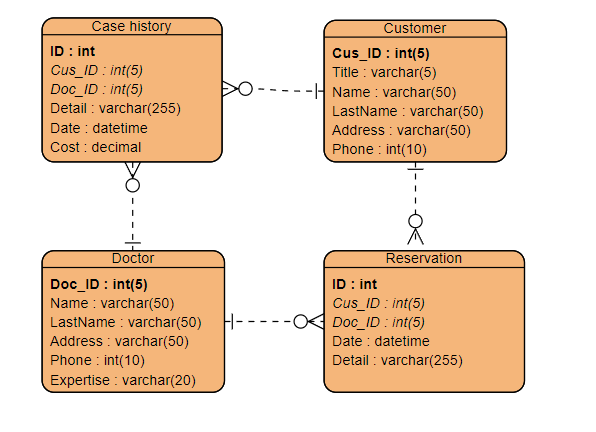 Case history
ID : int
Cus_ID : int(5)
Doc_ID : int(5)
Detail : varchar(255)
Date : datetime
Cost : decimal
Customer
Cus_ID : int(5)
Title : varchar(5)
Name : varchar(50)
LastName : varchar(50)
Address : varchar(50)
Phone : int(10)
Doctor
Doc_ID : int(5)
Name : varchar(50)
LastName : varchar(50)
Address : varchar(50)
Phone : int(10)
Expertise : varchar(20)
Reservation
ID : int
Cus_ID : int(5)
Doc_ID : int(5)
Date : datetime
Detail : varchar(255)